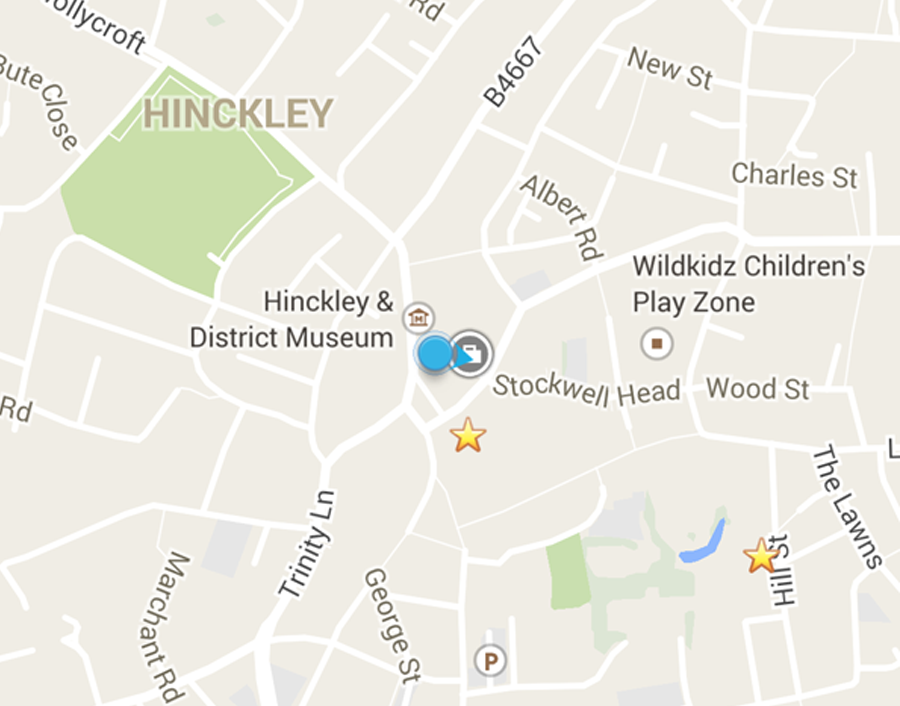 ollycroft
Rd
B4667
New St
Bute Close
HINCKLEY
Charles St
Albert Rd
Wildkidz Children's
Play Zone
Hinckley &
District Museum
Stockwell Head
Wood St
Rd
L
The Lawns
Trinity Ln
Hill St
Marchant Rd
George St
P